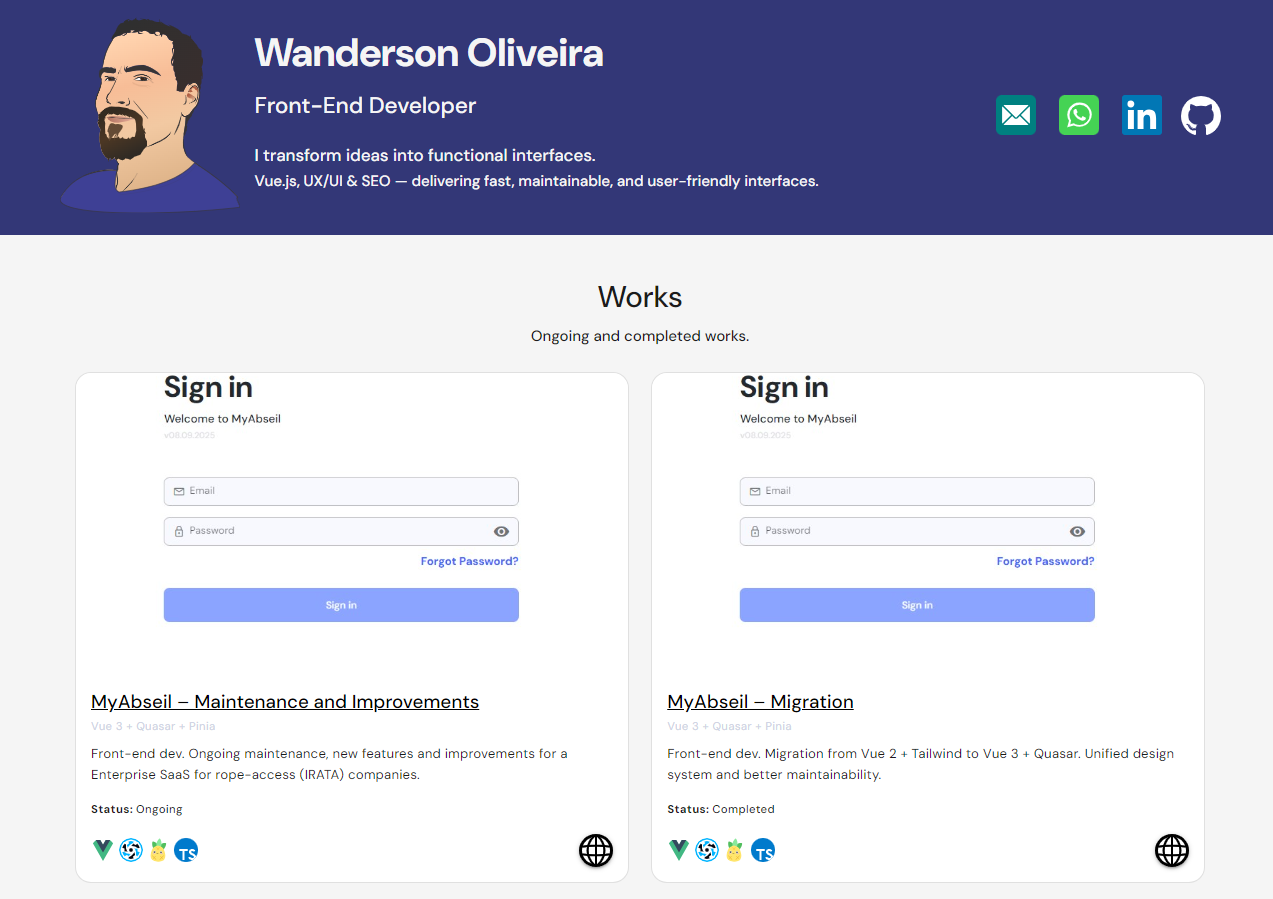 Wanderson Oliveira
Front-End Developer
I transform ideas into functional interfaces.
Vue.js, UX/UI & SEO — delivering fast, maintainable, and user-friendly interfaces.
in
Works
Ongoing and completed works.
Sign in
Welcome to MyAbseil
v08.08.2025
Email
Password
Forgot Password?
Sign in
MyAbseil – Maintenance and Improvements
Vue 3 + Quasar + Pinia
Front-end dev. Ongoing maintenance, new features and improvements for a
Enterprise SaaS for rope-access (IRATA) companies.
Status: Ongoing
TS
Sign in
Welcome to MyAbseil
v08.08.2025
Email
Password
Forgot Password?
Sign in
MyAbseil – Migration
Vue 3 + Quasar + Pinia
Front-end dev. Migration from Vue 2 + Tailwind to Vue 3 + Quasar. Unified design
system and better maintainability.
Status: Completed
TS